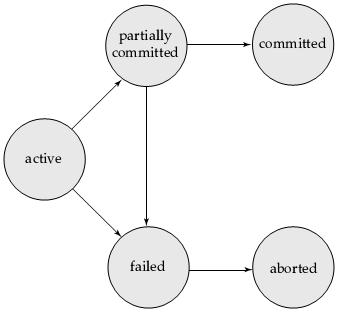 partially
committed
committed
active
failed
aborted